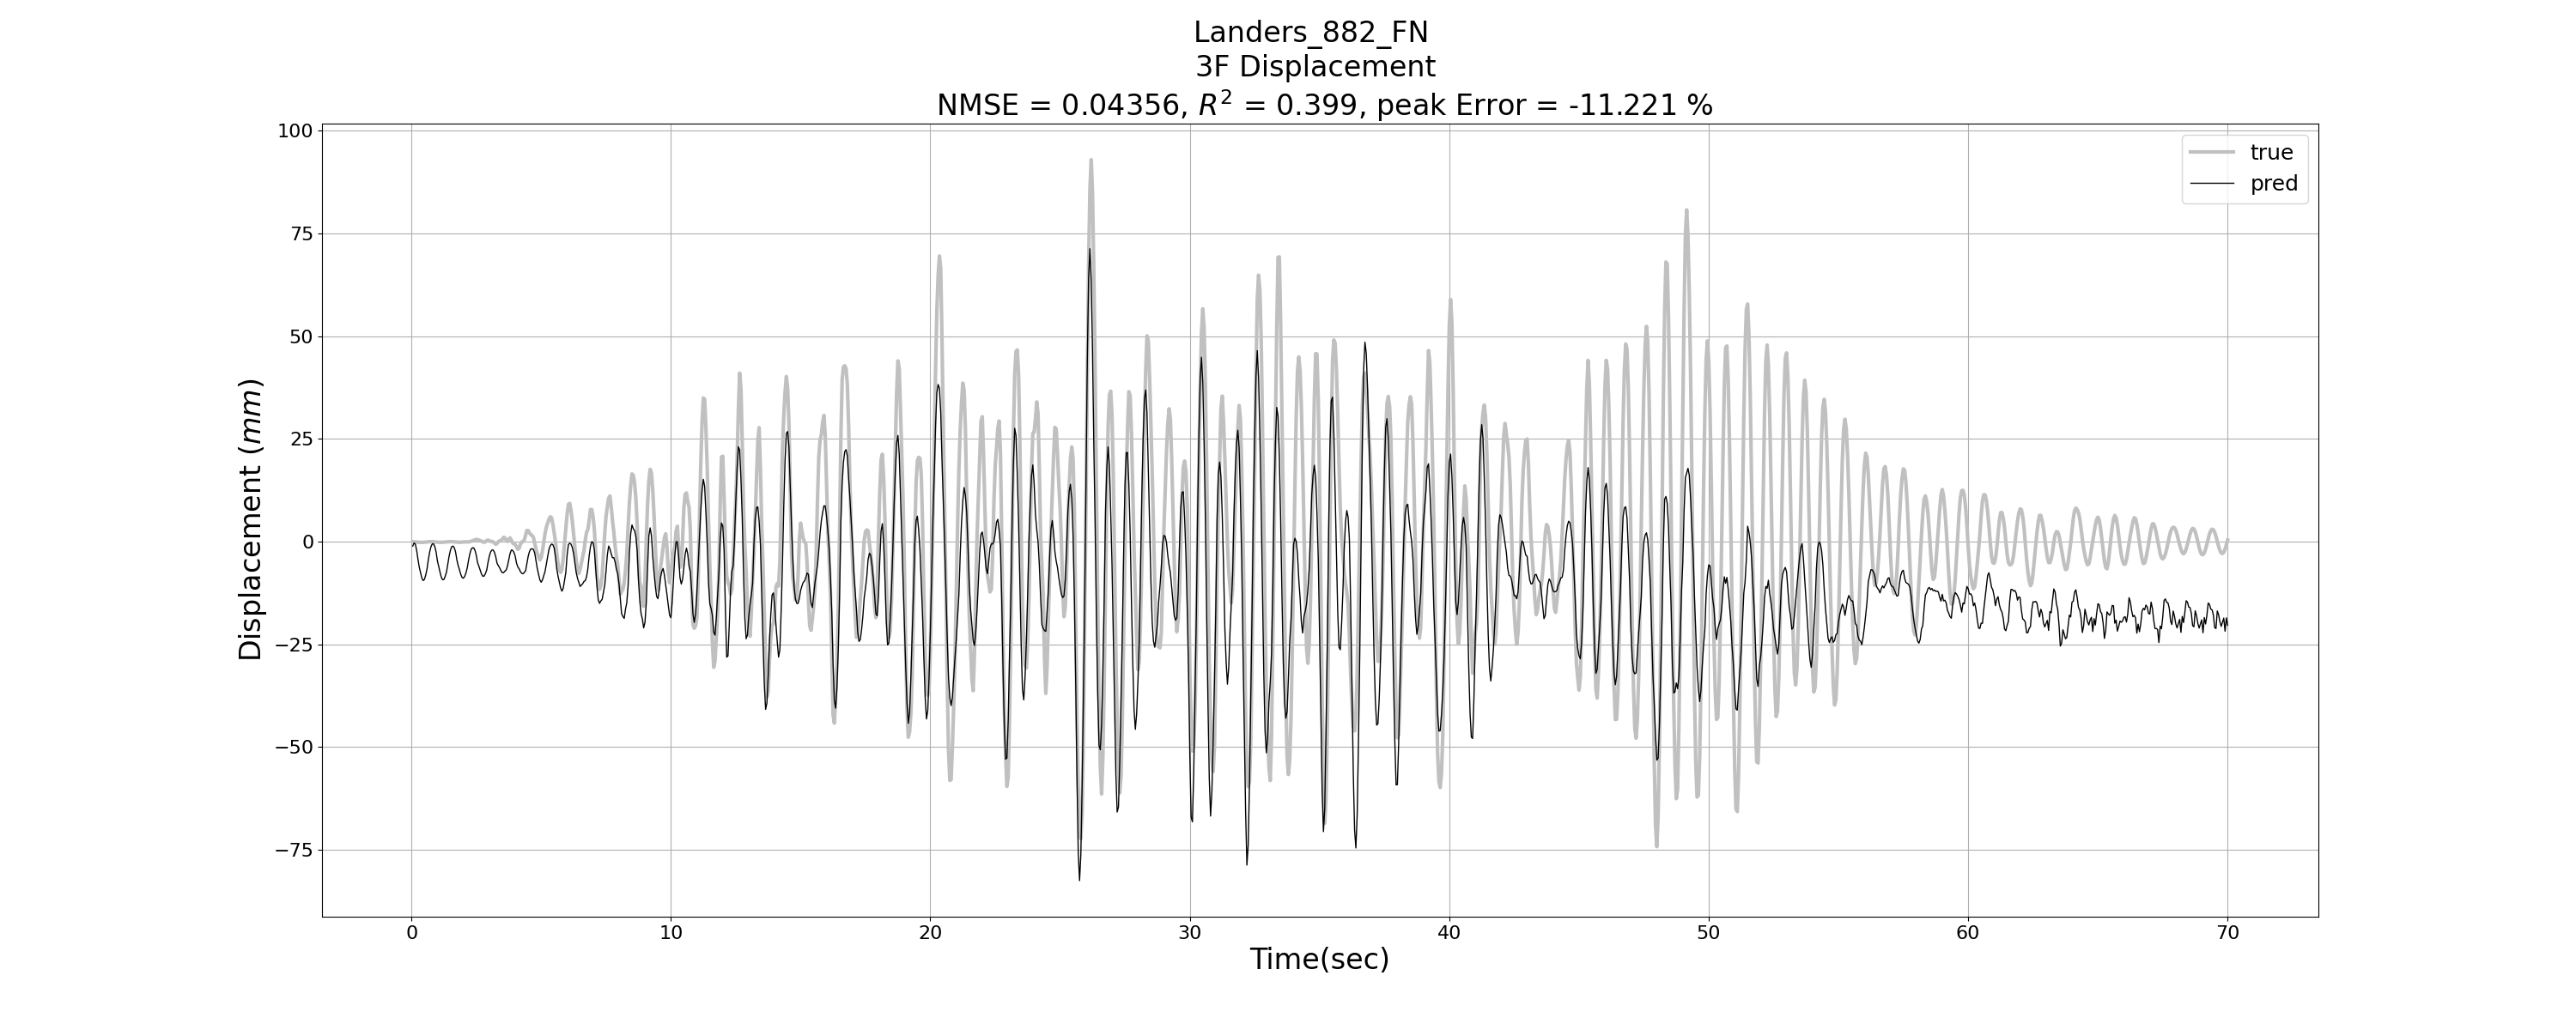 Landers_882_FN
3F Displacement
NMSE = 0.04356, R² = 0.399, peak Error = -11.221 %
true
pred
Displacement (mm)
100
75
50
25
0
−25
−50
−75
0 10 20 30 40 50 60 70
Time(sec)